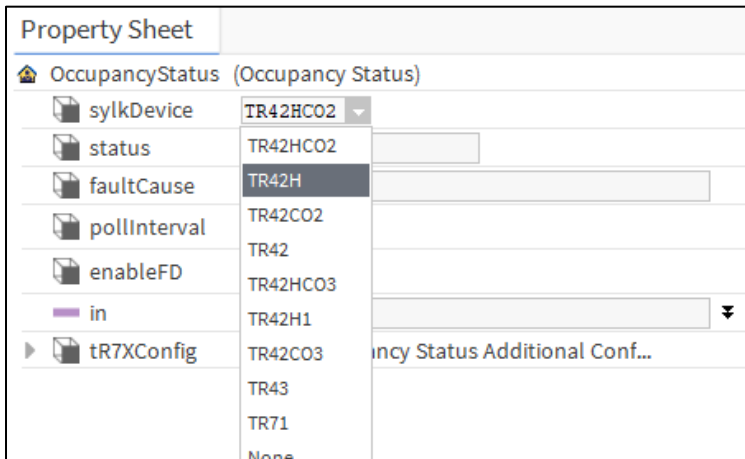 Property Sheet
OccupancyStatus (Occupancy Status)
sylkDevice TR42HCO2
status TR42HCO2
faultCause TR42H
TR42CO2
pollInterval
TR42
enableFD
TR42HCO3
in TR42H1
tR7XConfig TR42CO3 ncy Status Additional Conf...
TR43
TR71
None